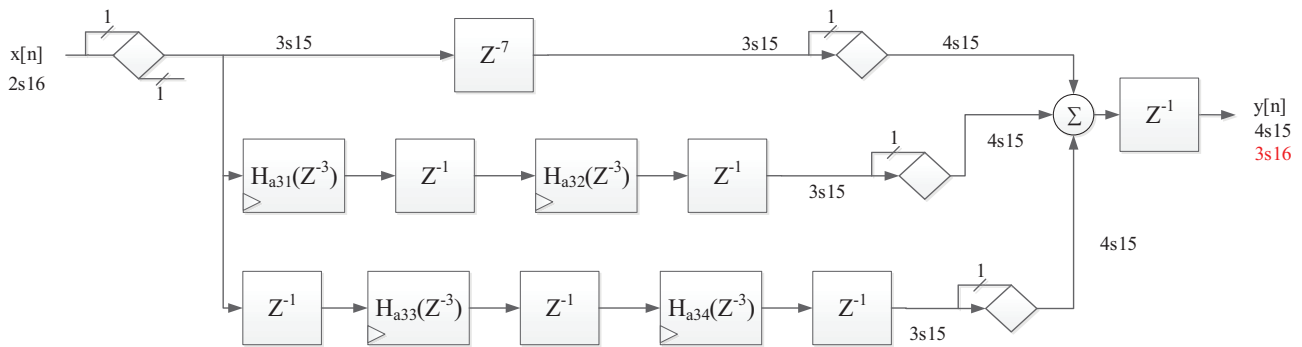 1
x[n]
2s16
1
3s15
Z-7
3s15
1
4s15
Σ
Z-1
y[n]
4s15
3s16
Ha31(Z-3)
Z-1
Ha32(Z-3)
Z-1
3s15
1
4s15
Z-1
Ha33(Z-3)
Z-1
Ha34(Z-3)
Z-1
3s15
1
4s15